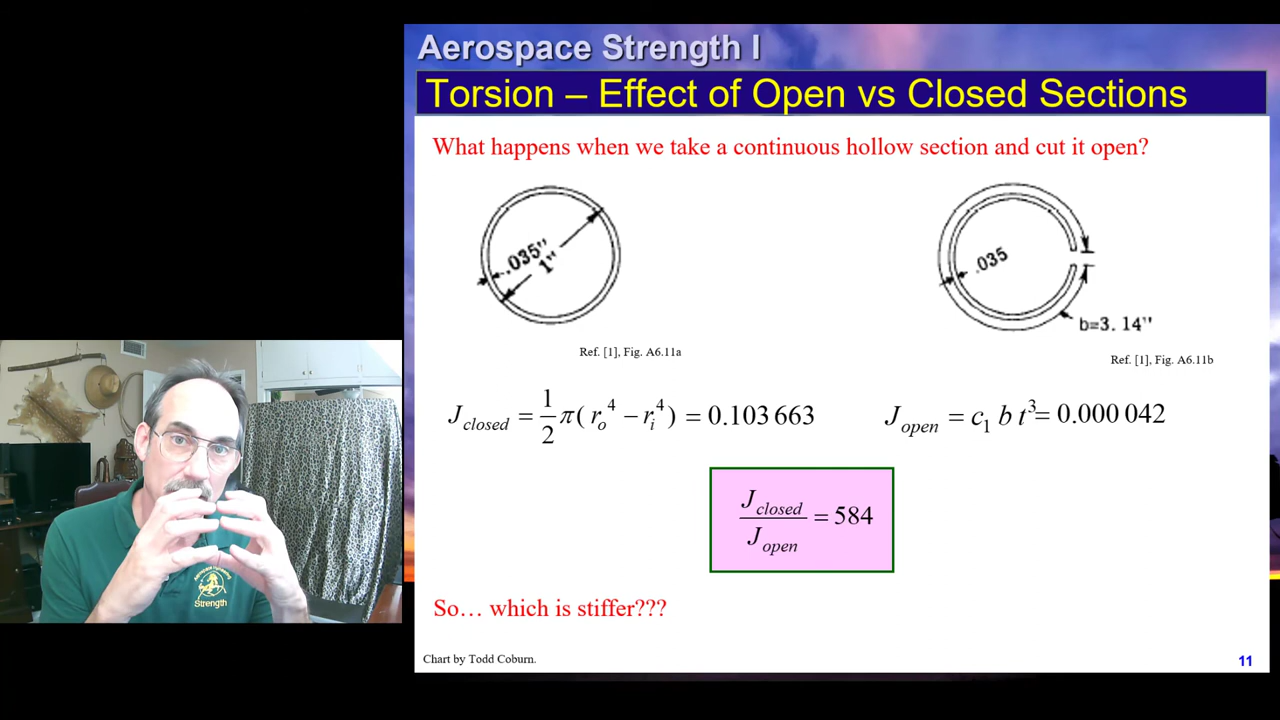 Aerospace Strength I
Torsion – Effect of Open vs Closed Sections
What happens when we take a continuous hollow section and cut it open?
.035"
1"
.035
b=3.14"
Ref. [1], Fig. A6.11a
Ref. [1], Fig. A6.11b
J_closed = 1/2 π( r_o^4 − r_i^4 ) = 0.103 663
J_open = c_1 b t^3 = 0.000 042
J_closed / J_open = 584
So… which is stiffer???
Strength
Chart by Todd Coburn.
11